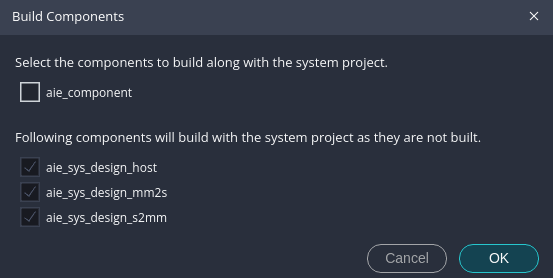 Build Components
Select the components to build along with the system project.
aie_component
Following components will build with the system project as they are not built.
aie_sys_design_host
aie_sys_design_mm2s
aie_sys_design_s2mm
Cancel OK